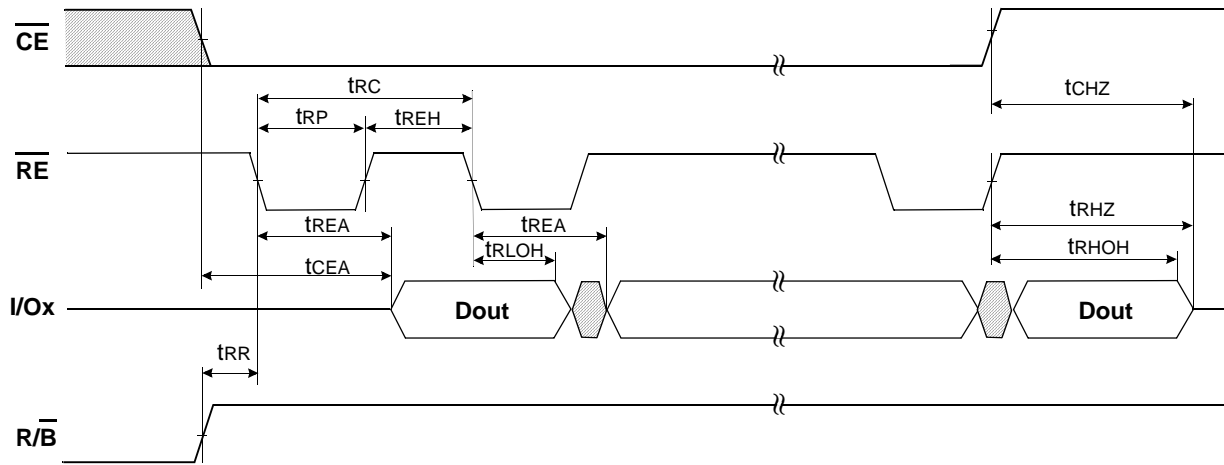 CE
tRC
tCHZ
tRP
tREH
RE
tREA
tREA
tRHZ
tRLOH
tCEA
tRHOH
I/Ox
Dout
Dout
tRR
R/B